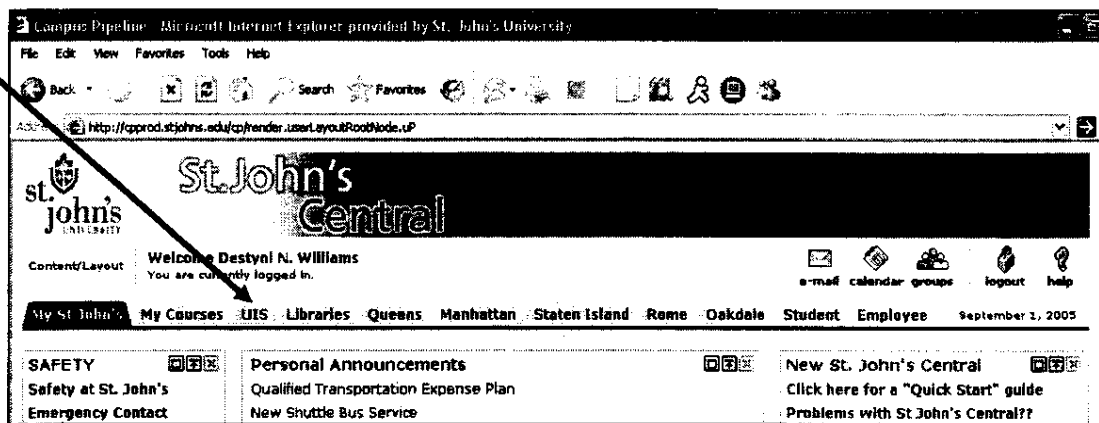 Campus Pipeline - Microsoft Internet Explorer provided by St. John's University
File Edit View Favorites Tools Help
Back Search Favorites
http://cpprod.stjohns.edu/cp/render.userLayoutRootNode.uP
st. john's
UNIVERSITY
St. John's
Central
Content/Layout
Welcome Destyni N. Williams
You are currently logged in.
e-mail calendar groups logout help
My St John's My Courses UIS Libraries Queens Manhattan Staten Island Rome Oakdale Student Employee September 1, 2005
SAFETY Personal Announcements New St. John's Central
Safety at St. John's Qualified Transportation Expense Plan Click here for a "Quick Start" guide
Emergency Contact New Shuttle Bus Service Problems with St John's Central??